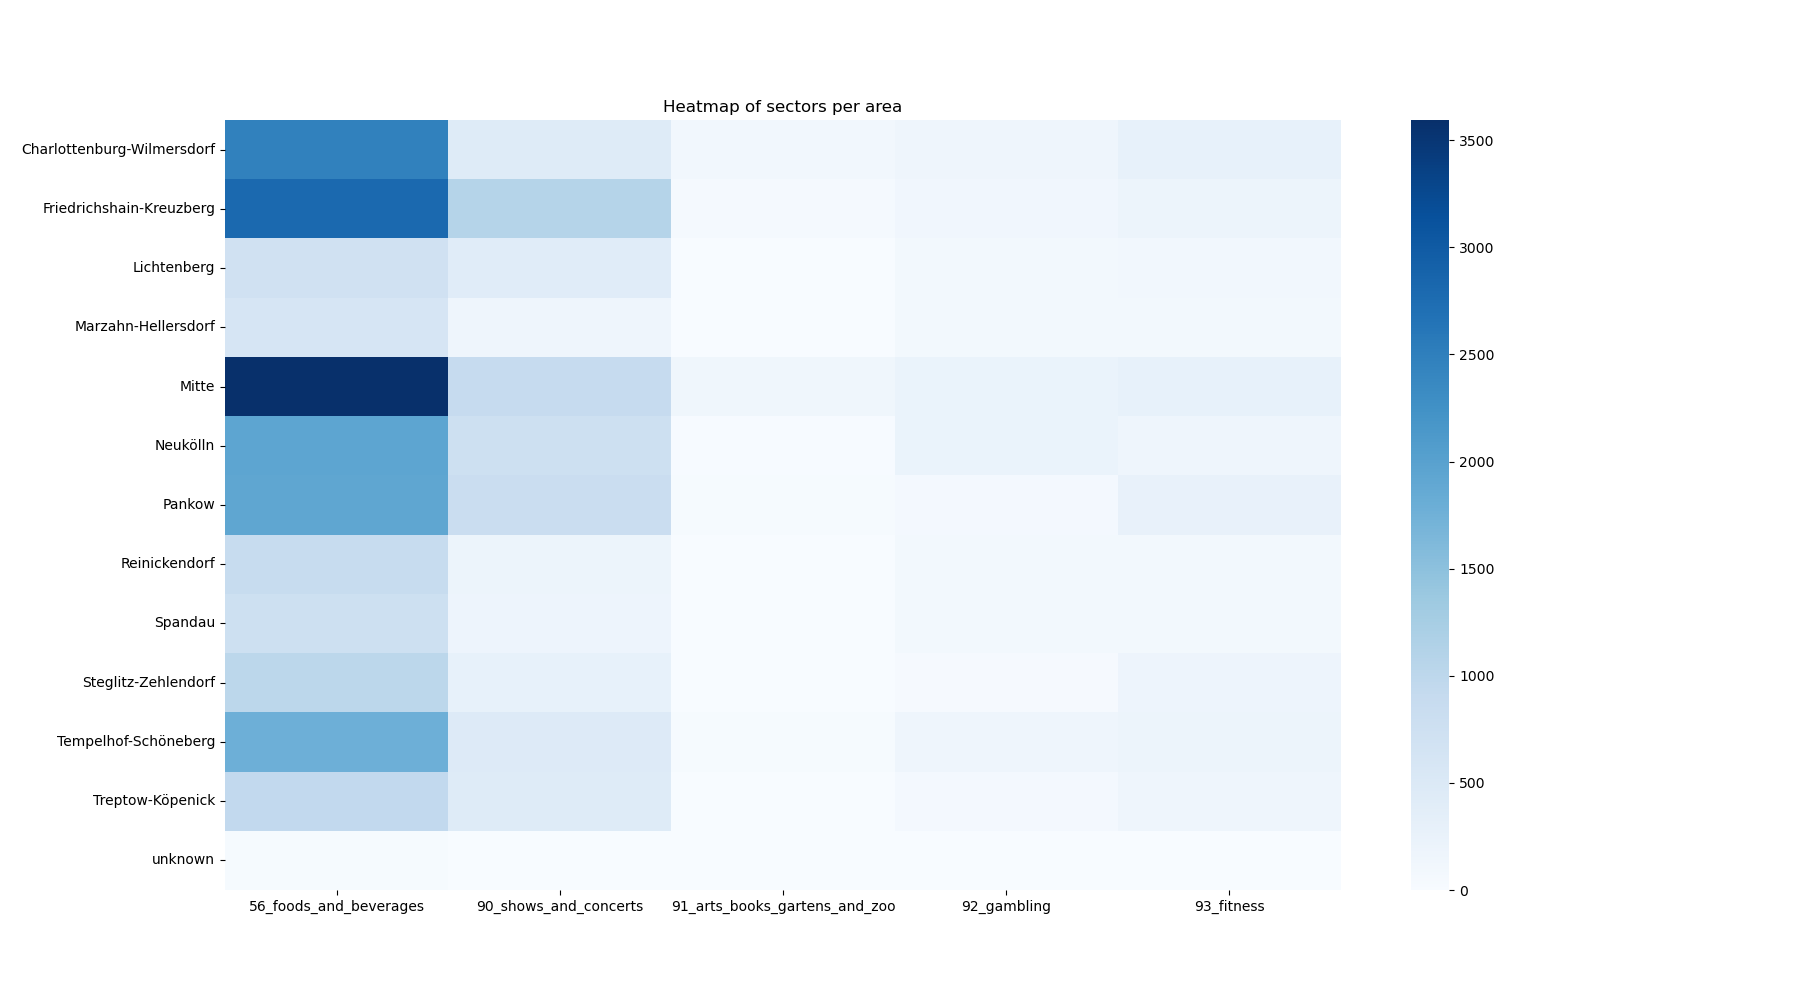 Heatmap of sectors per area
Charlottenburg-Wilmersdorf
Friedrichshain-Kreuzberg
Lichtenberg
Marzahn-Hellersdorf
Mitte
Neukölln
Pankow
Reinickendorf
Spandau
Steglitz-Zehlendorf
Tempelhof-Schöneberg
Treptow-Köpenick
unknown
56_foods_and_beverages
90_shows_and_concerts
91_arts_books_gartens_and_zoo
92_gambling
93_fitness
3500
3000
2500
2000
1500
1000
500
0